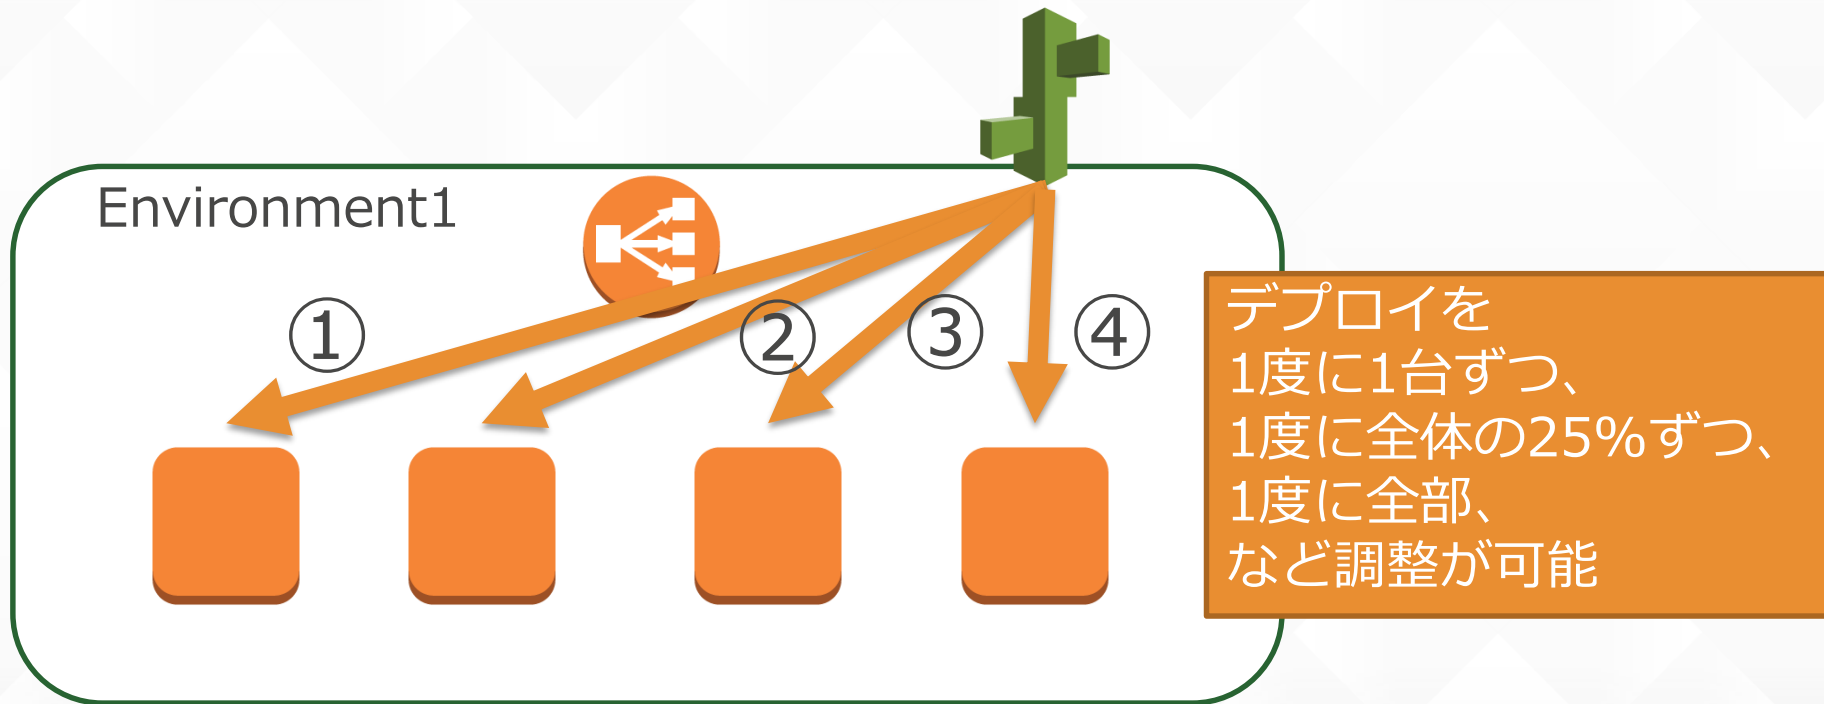 Environment1
①
②
③
④
デプロイを
1度に1台ずつ、
1度に全体の25%ずつ、
1度に全部、
など調整が可能